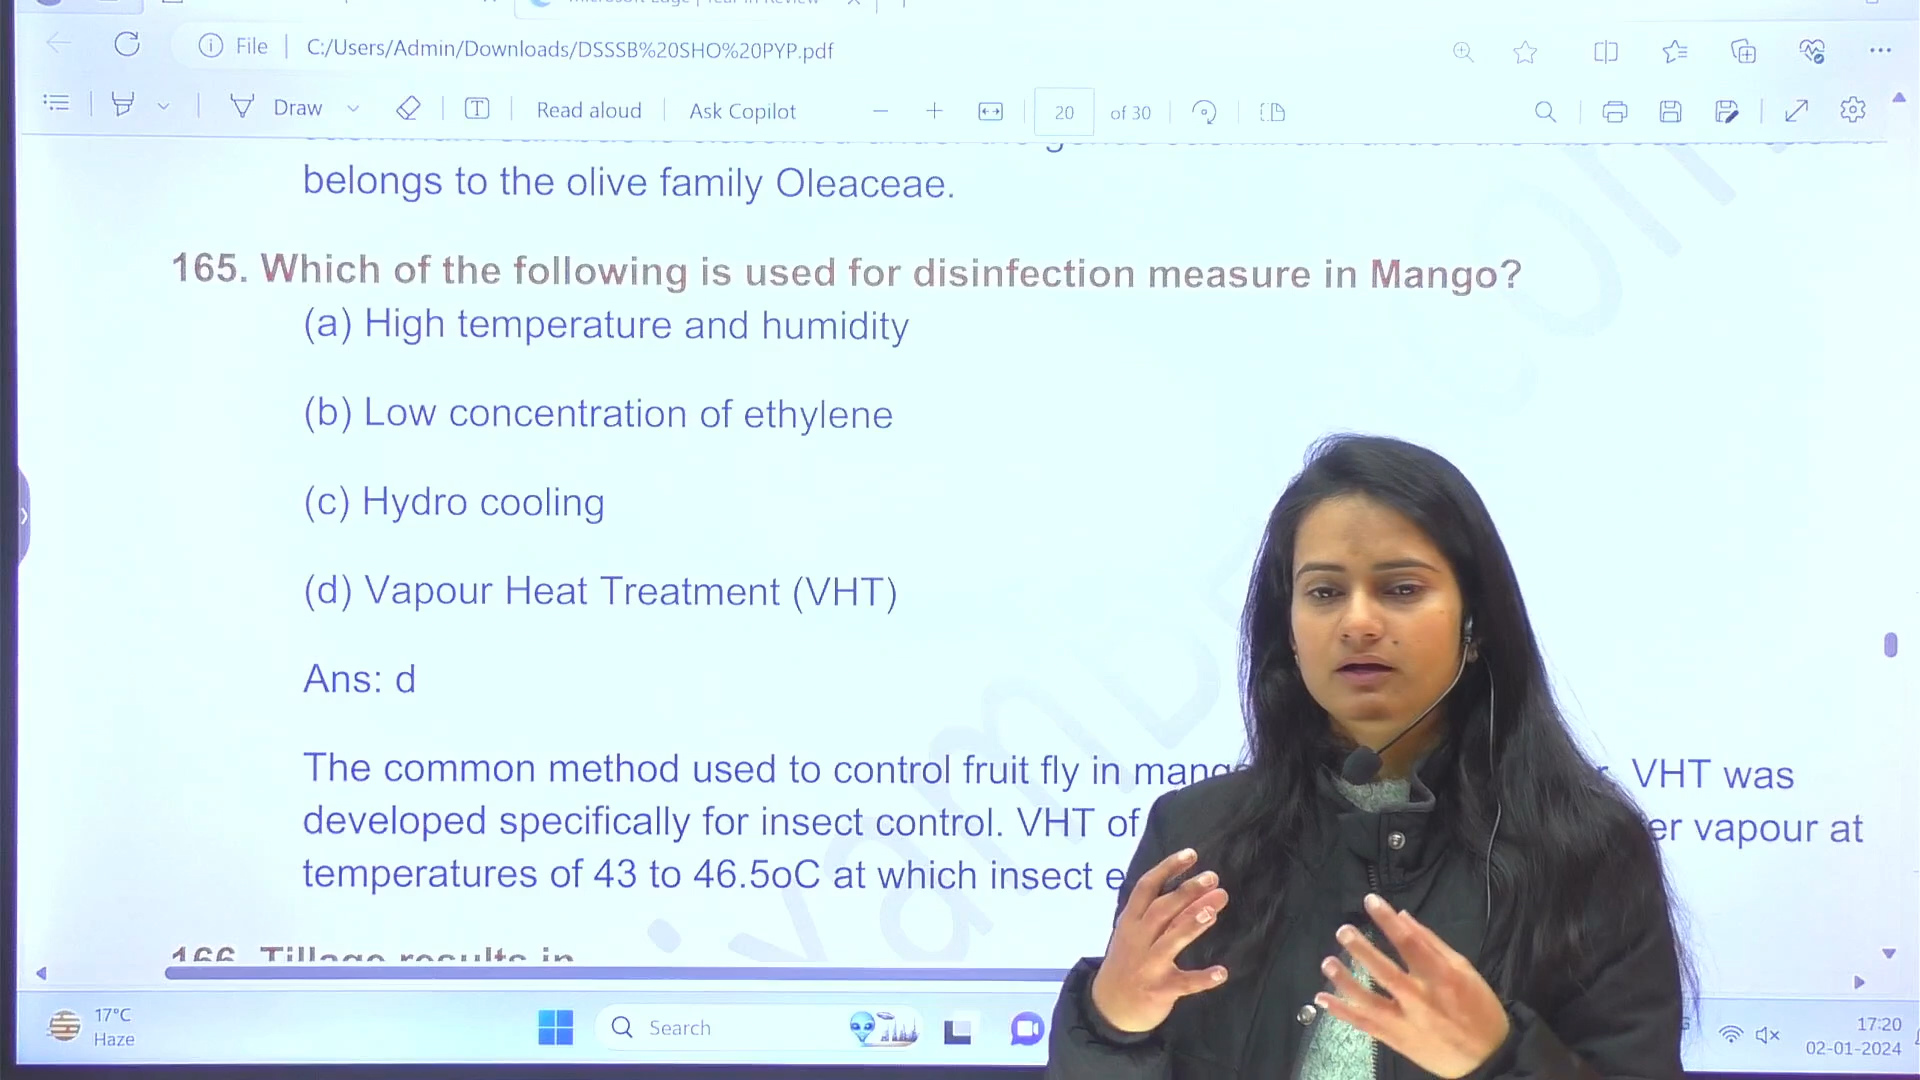 File
C:/Users/Admin/Downloads/DSSSB%20SHO%20PYP.pdf
Draw
Read aloud
Ask Copilot
20 of 30
belongs to the olive family Oleaceae.
165. Which of the following is used for disinfection measure in Mango?
(a) High temperature and humidity
(b) Low concentration of ethylene
(c) Hydro cooling
(d) Vapour Heat Treatment (VHT)
Ans: d
The common method used to control fruit fly in VHT was
developed specifically for insect control. VHT of vapour at
temperatures of 43 to 46.5oC at which insect
166. Tillage results in
17°C
Haze
Search
17:20
02-01-2024